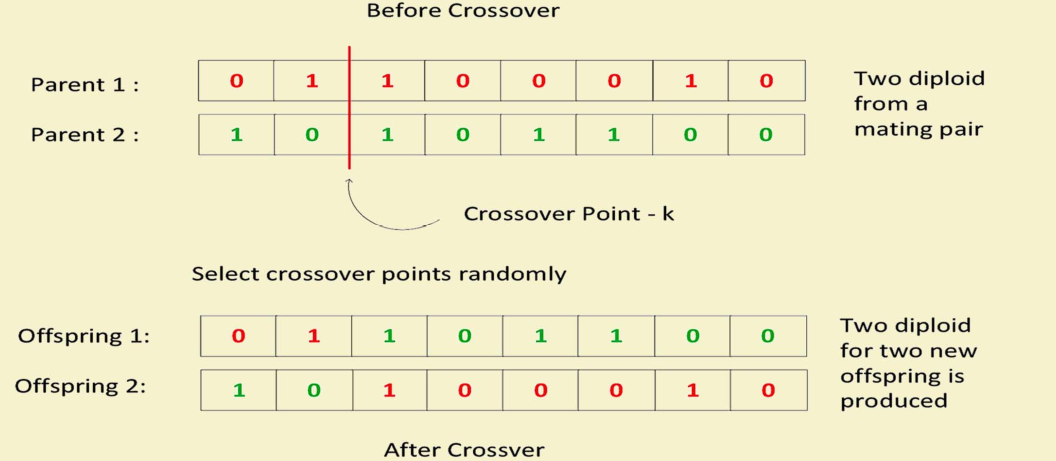 Before Crossover
Parent 1 : 0 1 1 0 0 0 1 0
Parent 2 : 1 0 1 0 1 1 0 0
Two diploid
from a
mating pair
Crossover Point - k
Select crossover points randomly
Offspring 1: 0 1 1 0 1 1 0 0
Offspring 2: 1 0 1 0 0 0 1 0
Two diploid
for two new
offspring is
produced
After Crossver